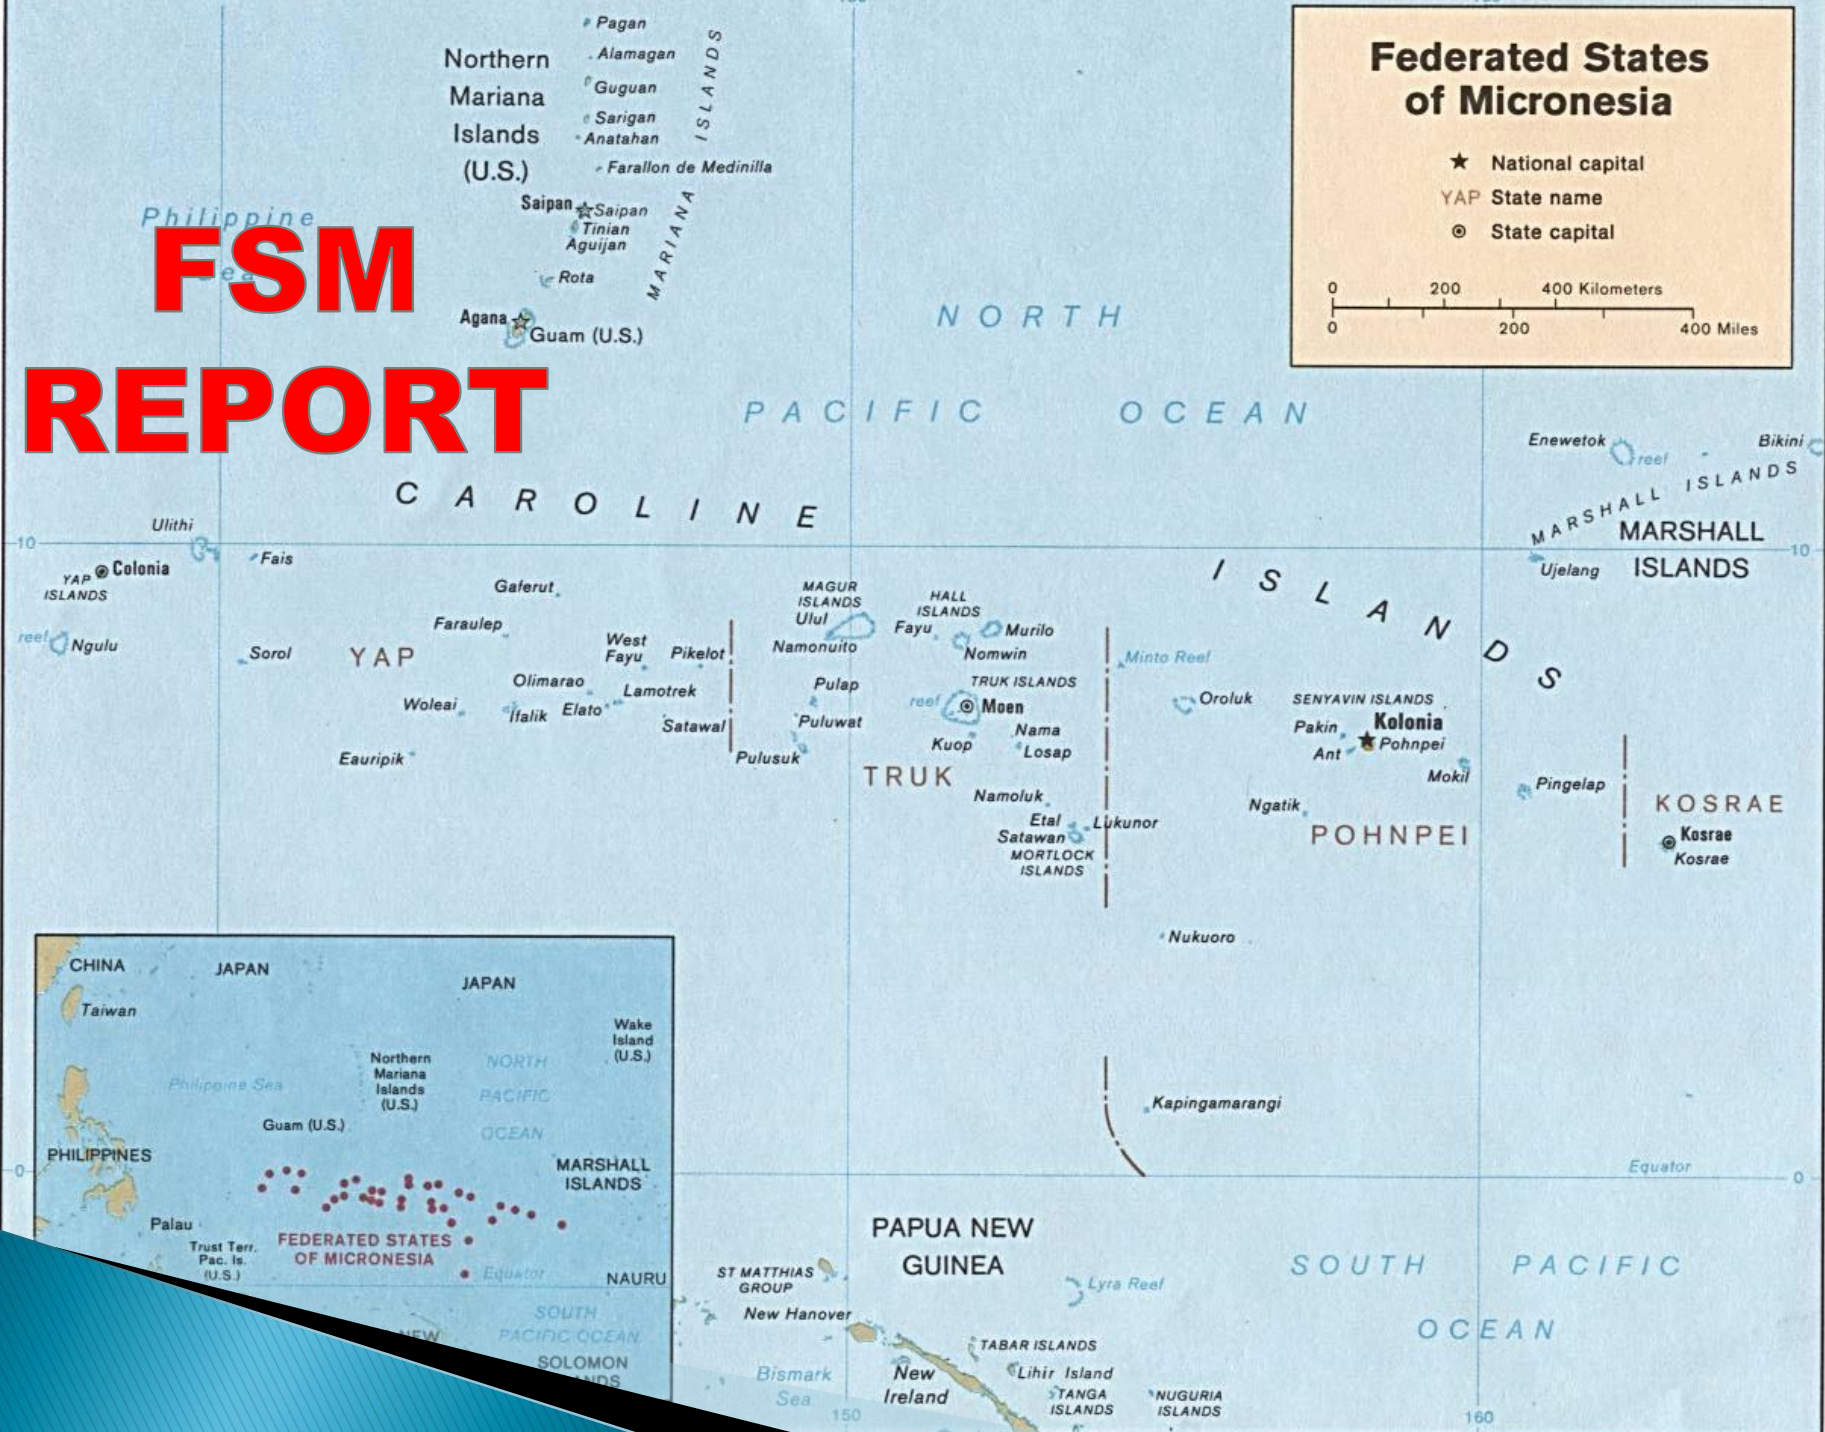 FSM
REPORT
Federated States
of Micronesia
National capital
YAP State name
State capital
0 200 400 Kilometers
0 200 400 Miles
Pagan
Alamagan
Guguan
Sarigan
Anatahan
Farallon de Medinilla
Northern
Mariana
Islands
(U.S.)
MARIANA ISLANDS
Saipan
Saipan
Tinian
Aguijan
Rota
Agana
Guam (U.S.)
Philippine
Sea
NORTH
PACIFIC OCEAN
CAROLINE
ISLANDS
Enewetok
reef
Bikini
MARSHALL ISLANDS
MARSHALL
ISLANDS
Ujelang
10
10
Ulithi
Fais
Colonia
YAP
ISLANDS
reef
Ngulu
Sorol
YAP
Gaferut
Faraulep
West
Fayu
Pikelot
Olimarao
Lamotrek
Woleai
Ifalik
Elato
Satawal
Eauripik
MAGUR
ISLANDS
Ulul
Namonuito
HALL
ISLANDS
Fayu
Murilo
Nomwin
Pulap
Puluwat
Pulusuk
TRUK ISLANDS
reef
Moen
Nama
Kuop
Losap
TRUK
Namoluk
Etal
Lukunor
Satawan
MORTLOCK
ISLANDS
Minto Reef
Oroluk
SENYAVIN ISLANDS
Pakin
Kolonia
Ant
Pohnpei
Mokil
Pingelap
Ngatik
POHNPEI
KOSRAE
Kosrae
Kosrae
Nukuoro
Kapingamarangi
Equator
0
0
PAPUA NEW
GUINEA
ST MATTHIAS
GROUP
New Hanover
Lyra Reef
SOUTH PACIFIC
OCEAN
TABAR ISLANDS
Lihir Island
Bismark
Sea
New
Ireland
TANGA
ISLANDS
NUGURIA
ISLANDS
150
160
CHINA
JAPAN
JAPAN
Taiwan
Wake
Island
(U.S.)
Northern
Mariana
Islands
(U.S.)
NORTH
PACIFIC
OCEAN
Philippine Sea
Guam (U.S.)
PHILIPPINES
MARSHALL
ISLANDS
Palau
Trust Terr.
Pac. Is.
(U.S.)
FEDERATED STATES
OF MICRONESIA
Equator
NAURU
SOUTH
PACIFIC OCEAN
NEW
SOLOMON